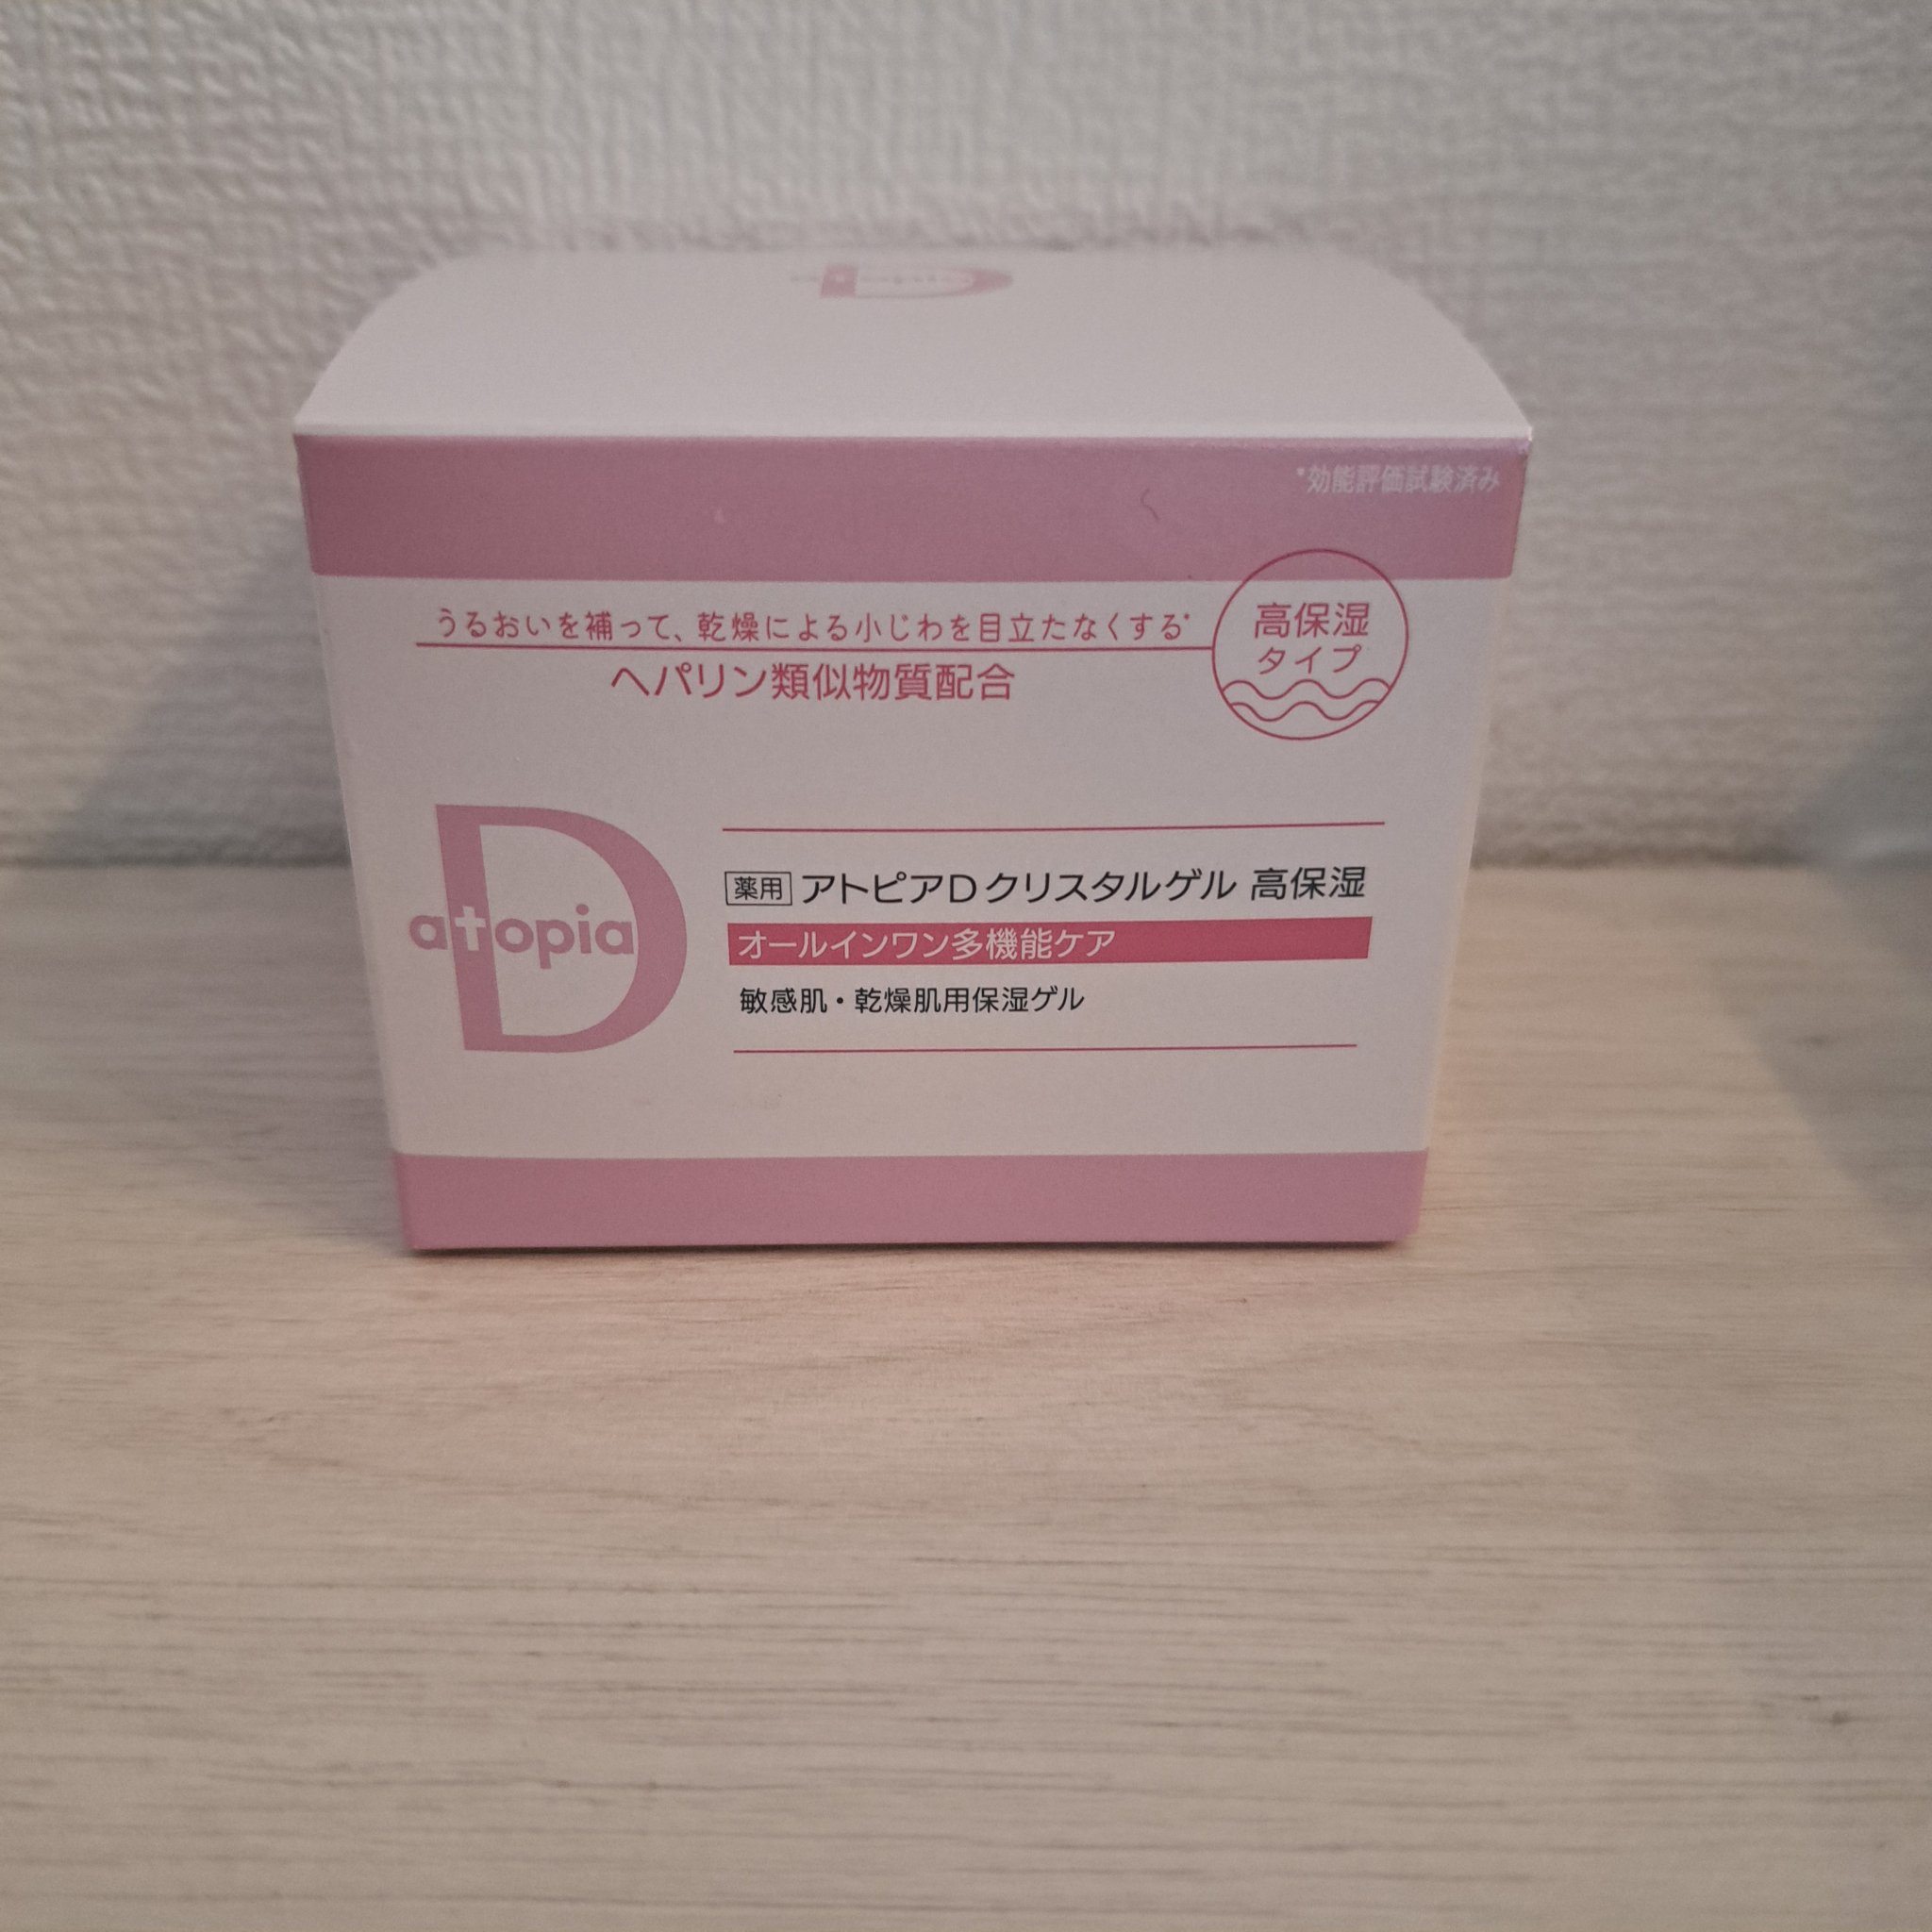 *効能評価試験済み
うるおいを補って、乾燥による小じわを目立たなくする*
ヘパリン類似物質配合
高保湿
タイプ
atopia D
薬用 アトピアDクリスタルゲル 高保湿
オールインワン多機能ケア
敏感肌・乾燥肌用保湿ゲル